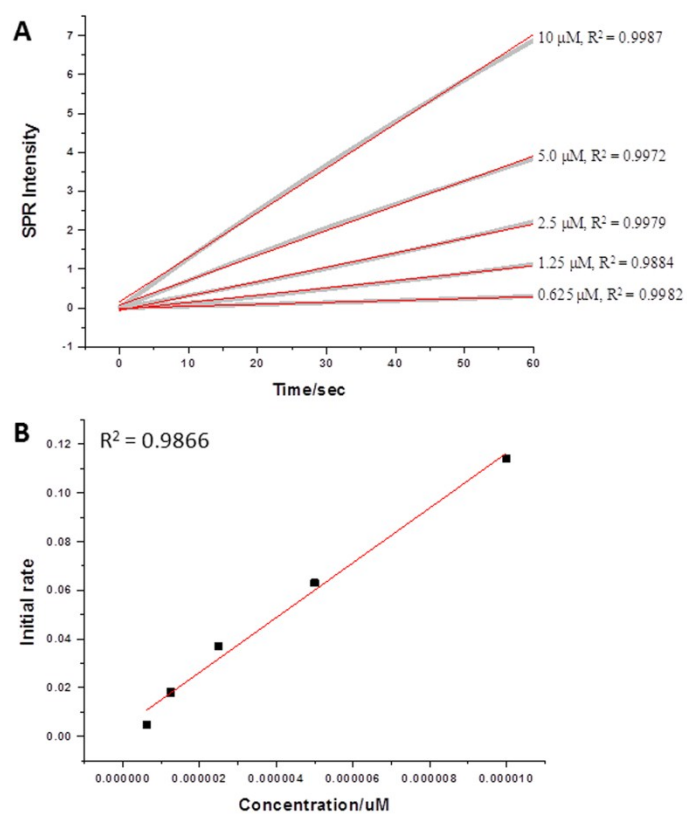 A
7
6
5
4
3
2
1
0
-1
SPR Intensity
0 10 20 30 40 50 60
Time/sec
10 μM, R² = 0.9987
5.0 μM, R² = 0.9972
2.5 μM, R² = 0.9979
1.25 μM, R² = 0.9884
0.625 μM, R² = 0.9982
B
R² = 0.9866
0.12
0.10
0.08
0.06
0.04
0.02
0.00
Initial rate
0.000000 0.000002 0.000004 0.000006 0.000008 0.000010
Concentration/uM